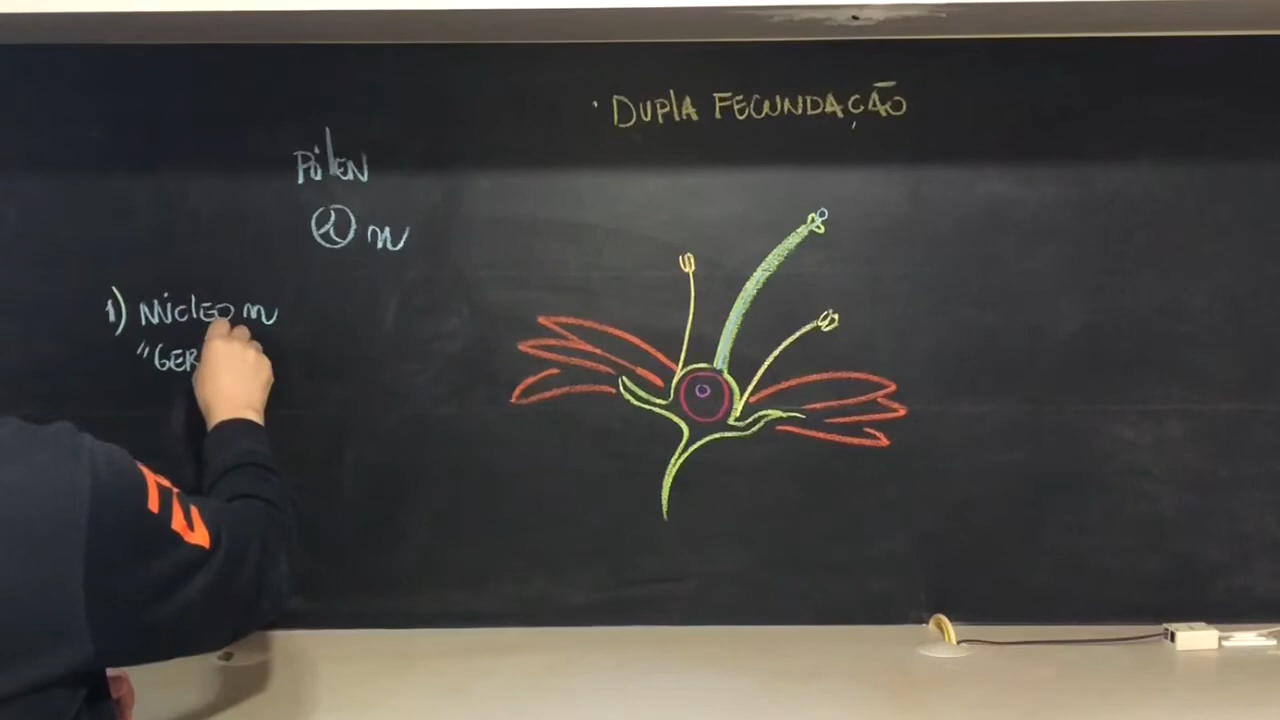 · DUPLA FECUNDAÇÃO
PÓLEN
n
1) NÚCLEO n
"GER